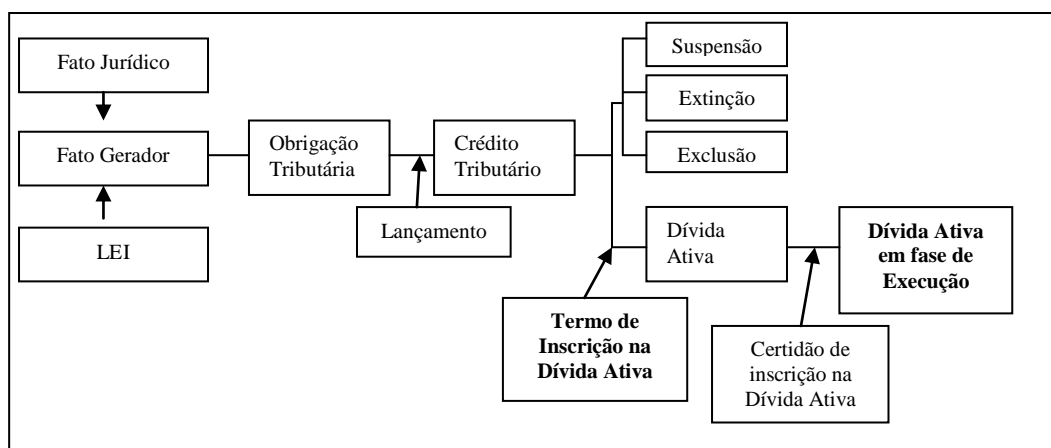 Fato Jurídico
Fato Gerador
LEI
Obrigação
Tributária
Lançamento
Crédito
Tributário
Suspensão
Extinção
Exclusão
Dívida
Ativa
Termo de
Inscrição na
Dívida Ativa
Certidão de
inscrição na
Dívida Ativa
Dívida Ativa
em fase de
Execução